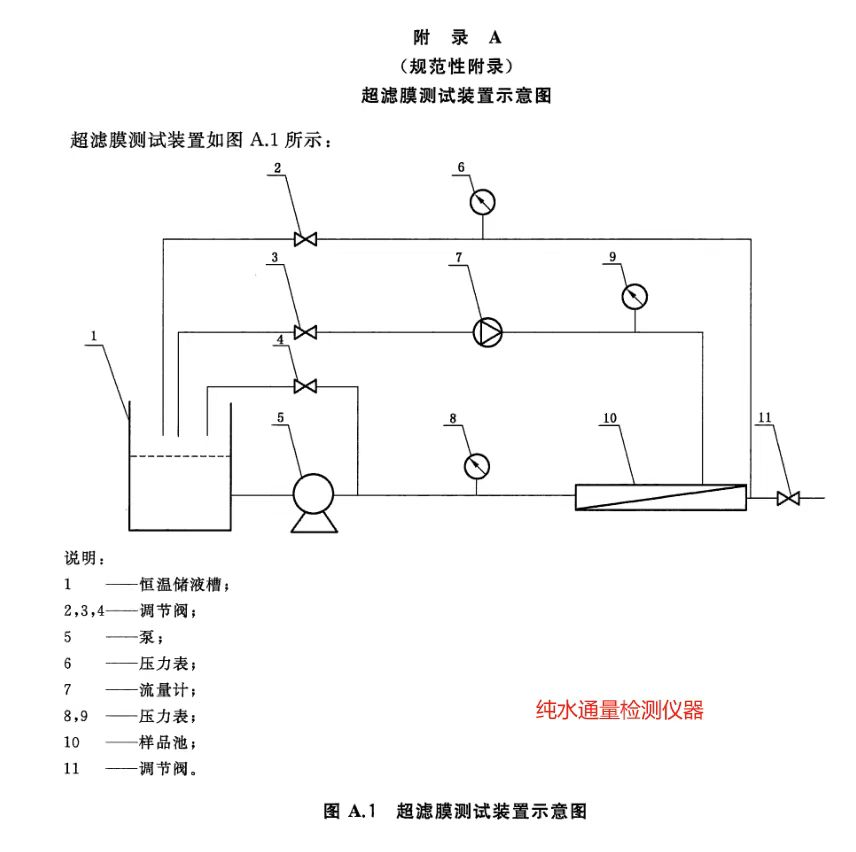 附 录 A
（规范性附录）
超滤膜测试装置示意图
超滤膜测试装置如图 A.1 所示：
2
6
3
7
9
1
4
5
8
10
11
说明：
1 ——恒温储液槽；
2,3,4——调节阀；
5 ——泵；
6 ——压力表；
7 ——流量计；
8,9 ——压力表；
10 ——样品池；
11 ——调节阀。
纯水通量检测仪器
图 A.1 超滤膜测试装置示意图